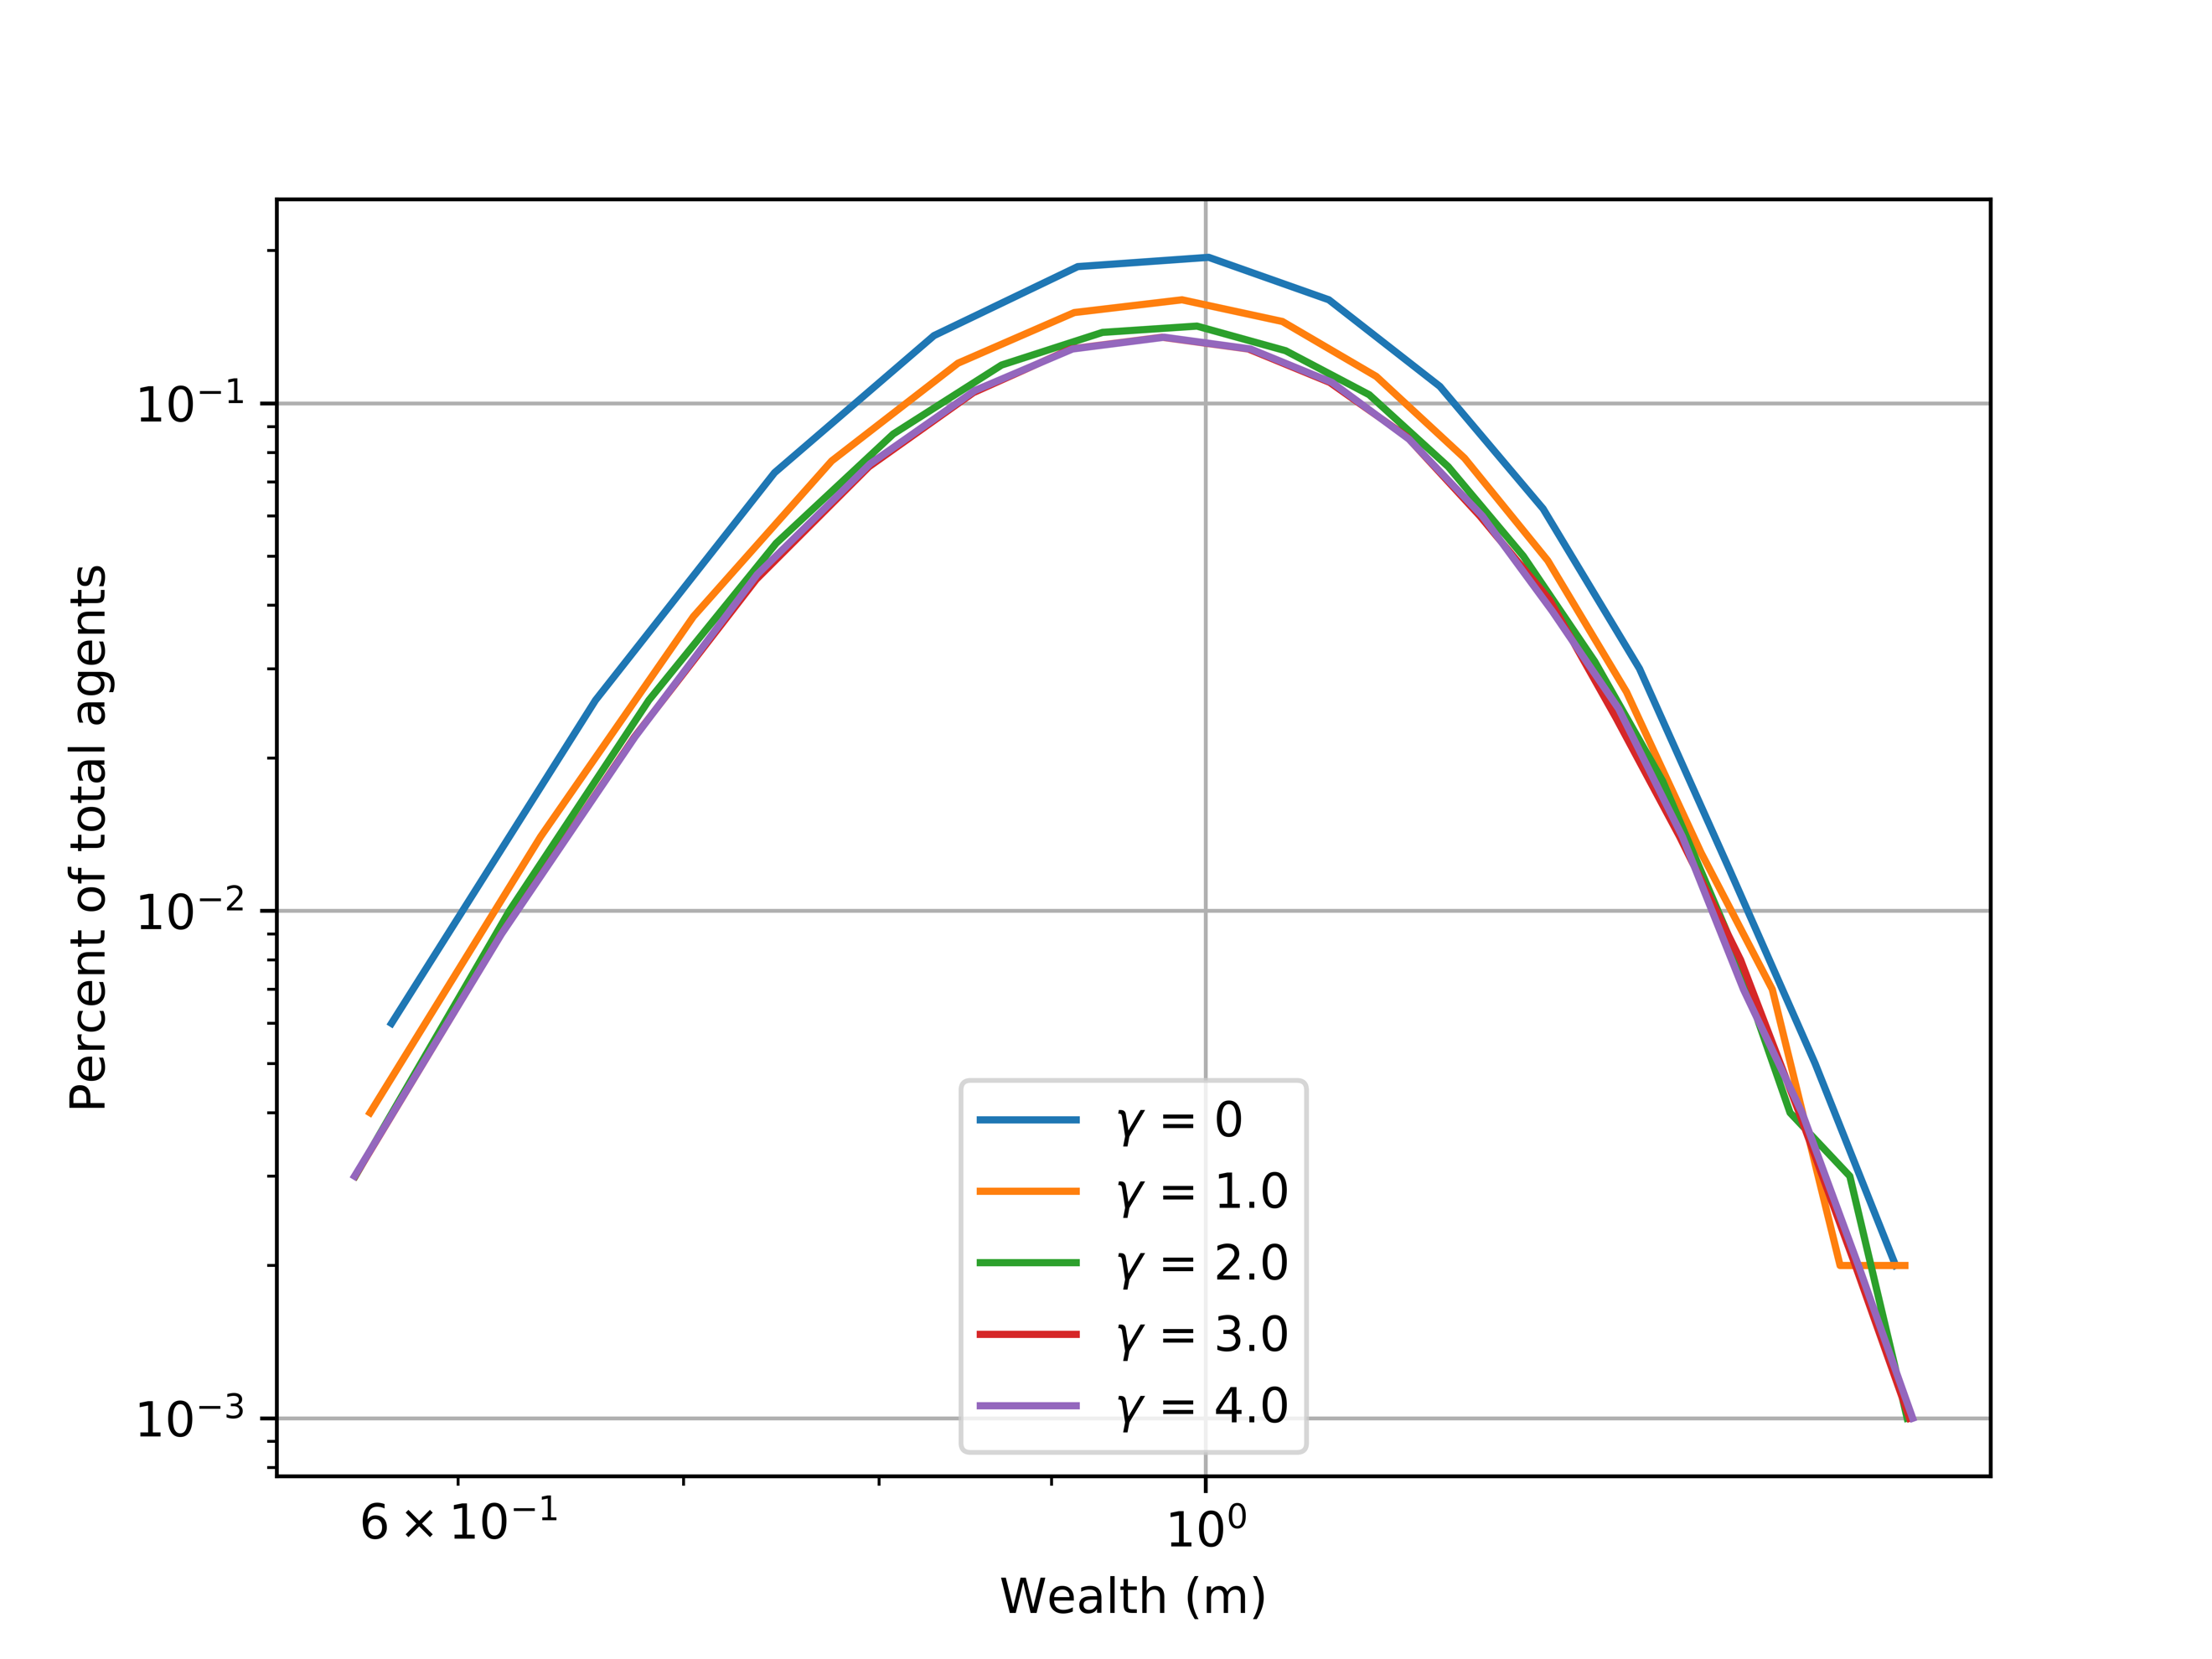 10⁻¹
10⁻²
10⁻³
Percent of total agents
γ = 0
γ = 1.0
γ = 2.0
γ = 3.0
γ = 4.0
6 × 10⁻¹
10⁰
Wealth (m)